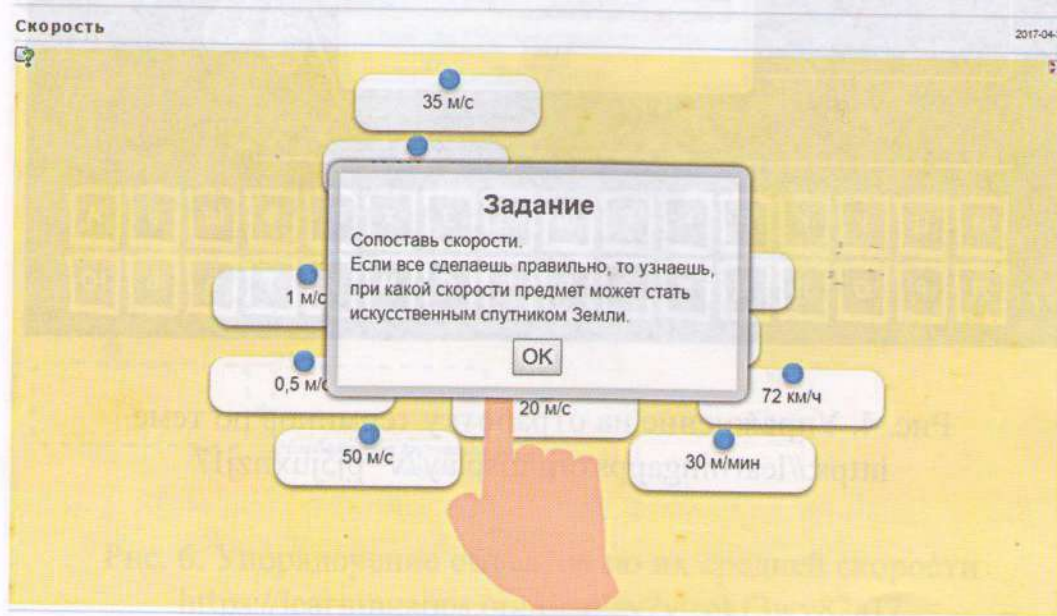 Скорость
2017-04-
35 м/с
Задание
Сопоставь скорости.
Если все сделаешь правильно, то узнаешь,
при какой скорости предмет может стать
искусственным спутником Земли.
OK
1 м/с
0,5 м/с
20 м/с
72 км/ч
50 м/с
30 м/мин